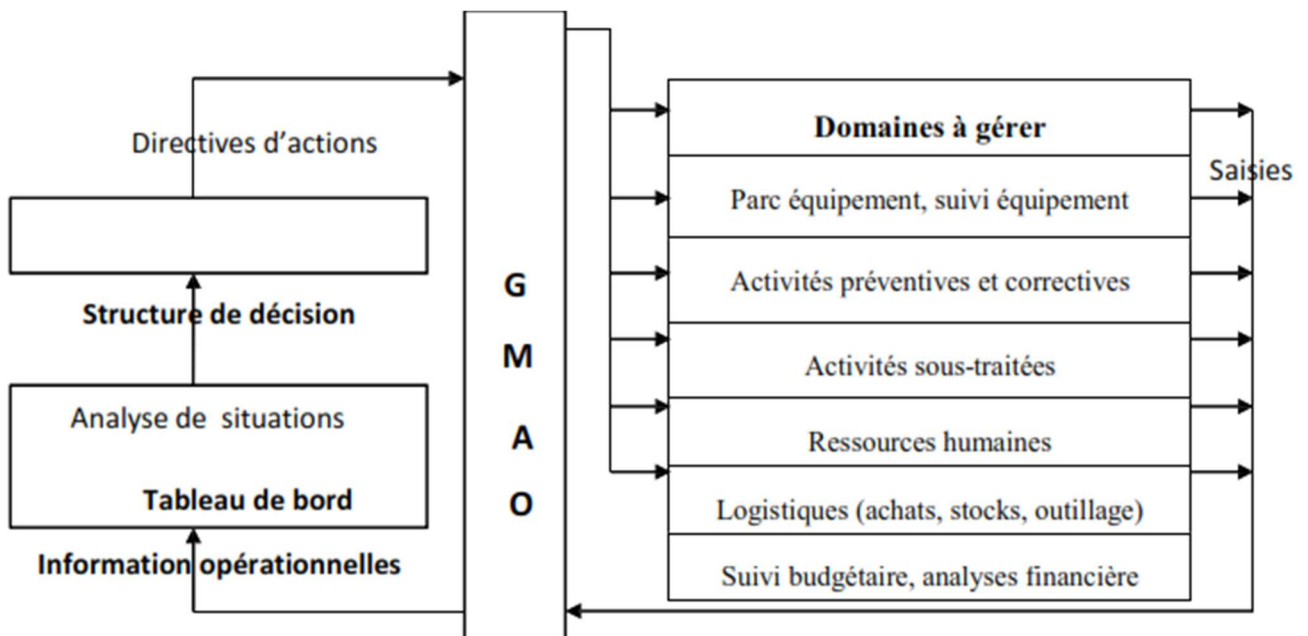 Directives d’actions
Structure de décision
Analyse de situations
Tableau de bord
Information opérationnelles
G
M
A
O
Domaines à gérer
Parc équipement, suivi équipement
Activités préventives et correctives
Activités sous-traitées
Ressources humaines
Logistiques (achats, stocks, outillage)
Suivi budgétaire, analyses financière
Saisies